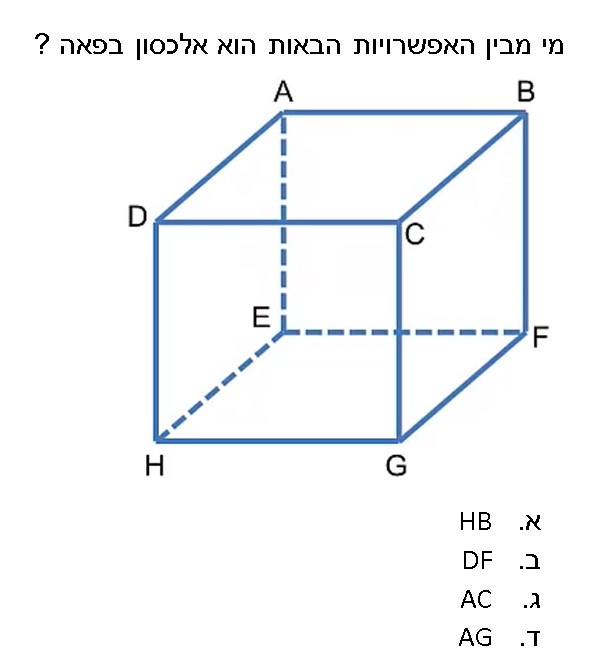 מי מבין האפשרויות הבאות הוא אלכסון בפאה ?
A B
D C
E F
H G
א. HB
ב. DF
ג. AC
ד. AG